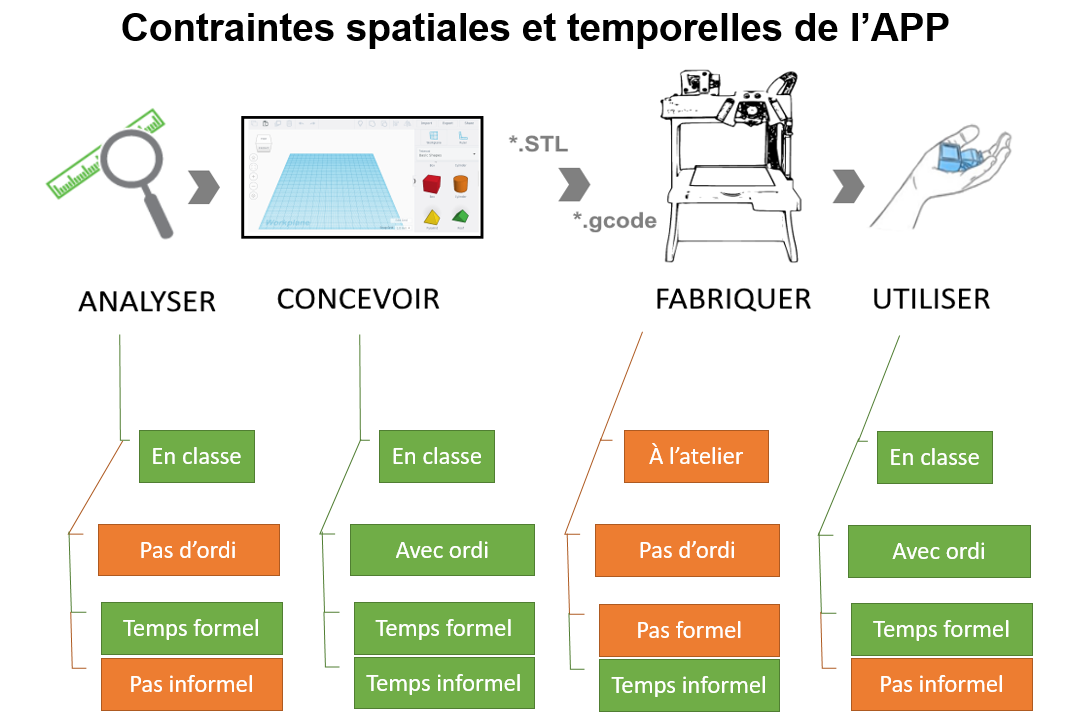 Contraintes spatiales et temporelles de l’APP
*.STL
*.gcode
Workplane
ANALYSER
CONCEVOIR
FABRIQUER
UTILISER
En classe
En classe
À l’atelier
En classe
Pas d’ordi
Avec ordi
Pas d’ordi
Avec ordi
Temps formel
Temps formel
Pas formel
Temps formel
Pas informel
Temps informel
Temps informel
Pas informel